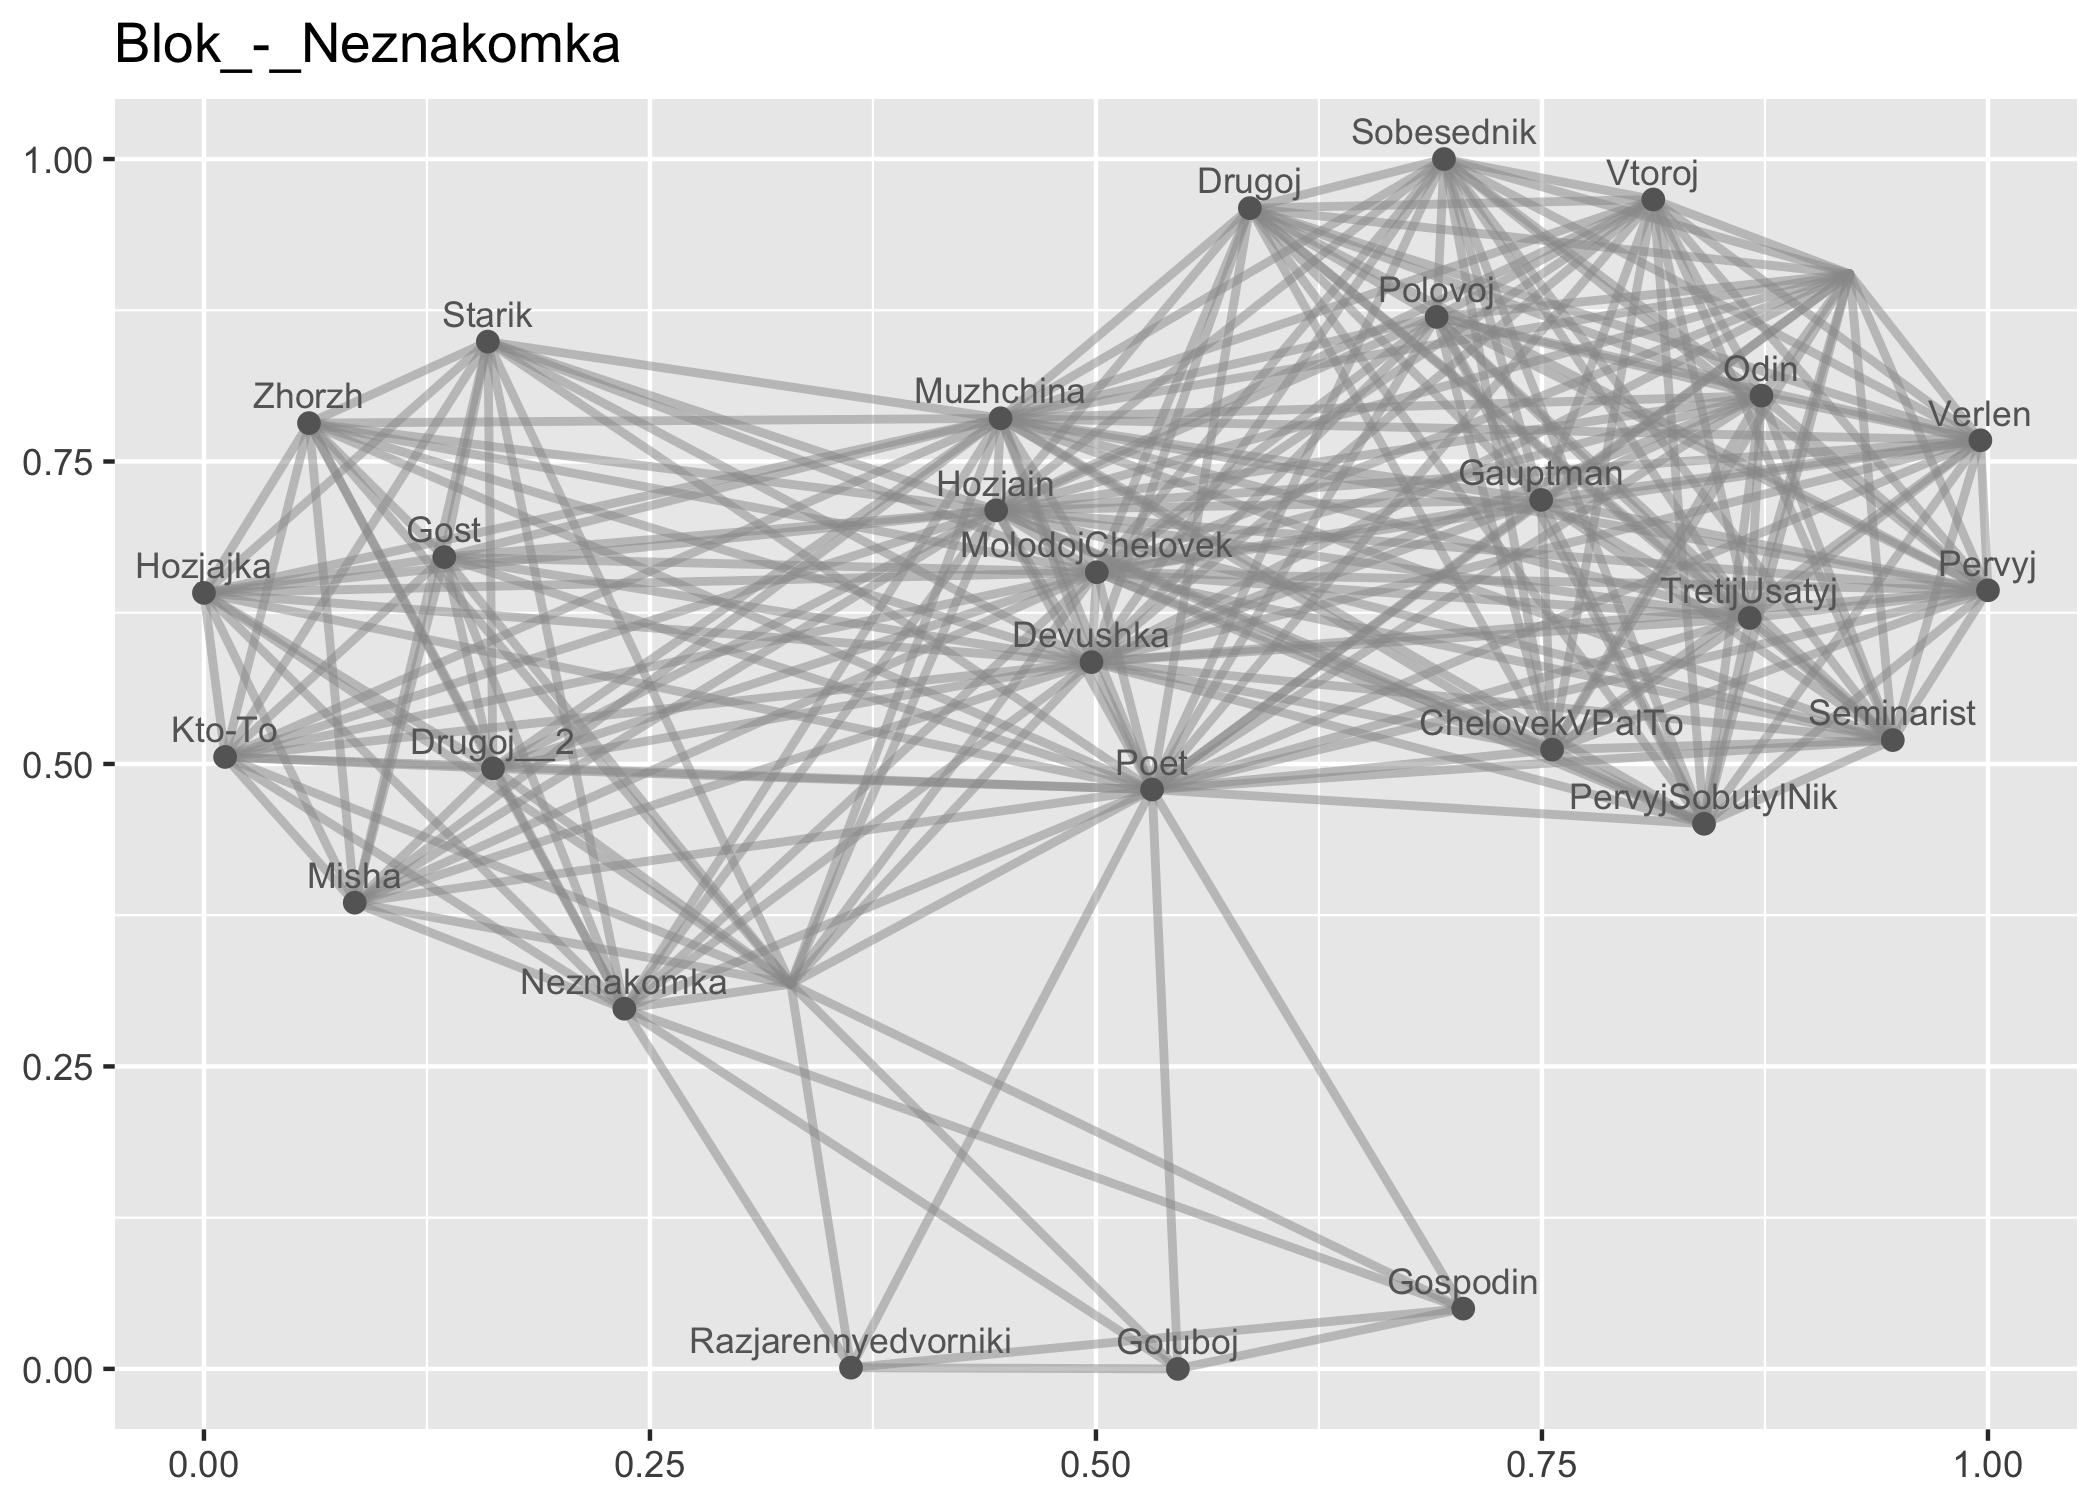 Blok_-_Neznakomka
Sobesednik
Drugoj
Vtoroj
1.00
Polovoj
Starik
Odin
Zhorzh
Muzhchina
Verlen
0.75
Gauptman
Hozjain
Gost
MolodojChelovek
Hozjajka
Pervyj
TretijUsatyj
Devushka
Kto-To
Drugoj__2
ChelovekVPalTo
Seminarist
0.50
Poet
PervyjSobutylNik
Misha
Neznakomka
0.25
Gospodin
Razjarennyedvorniki
Goluboj
0.00
0.00 0.25 0.50 0.75 1.00